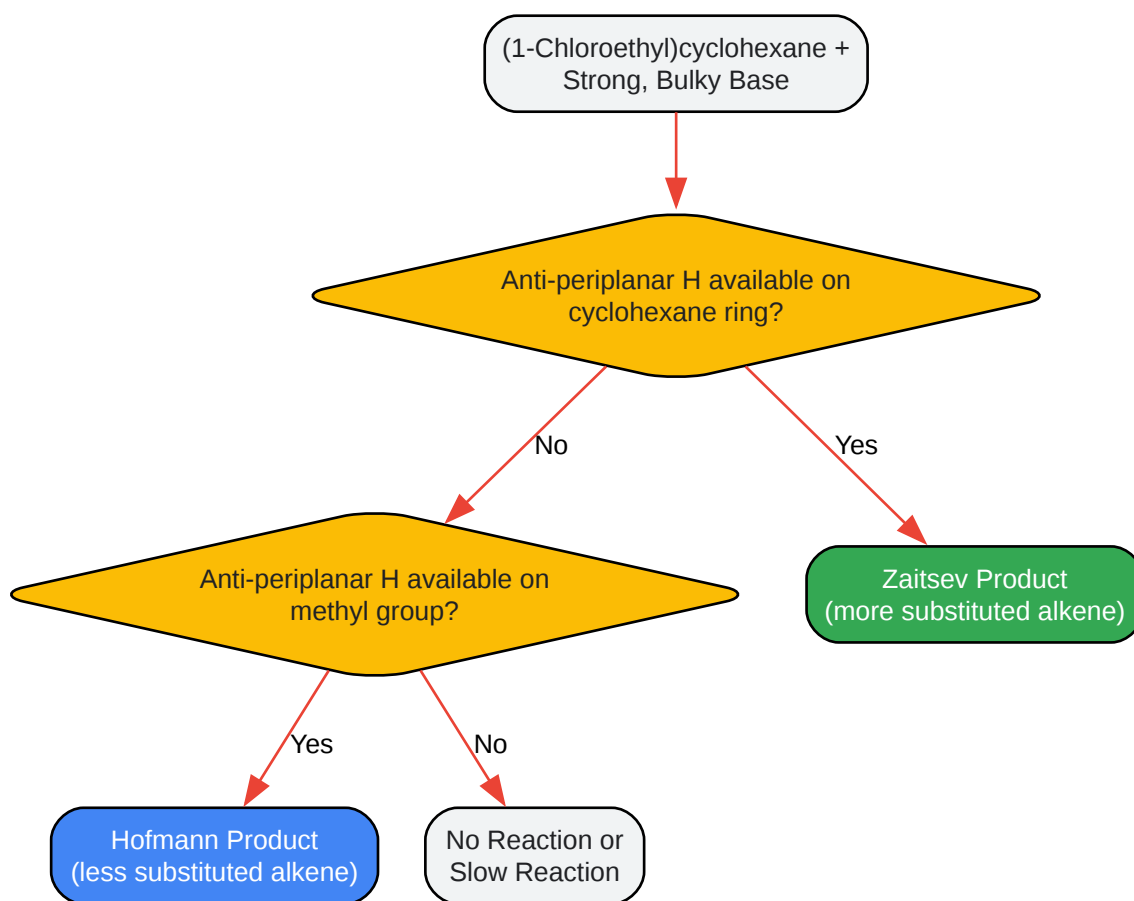 (1-Chloroethyl)cyclohexane +
Strong, Bulky Base
Anti-periplanar H available on
cyclohexane ring?
No
Yes
Anti-periplanar H available on
methyl group?
Zaitsev Product
(more substituted alkene)
Yes
No
Hofmann Product
(less substituted alkene)
No Reaction or
Slow Reaction